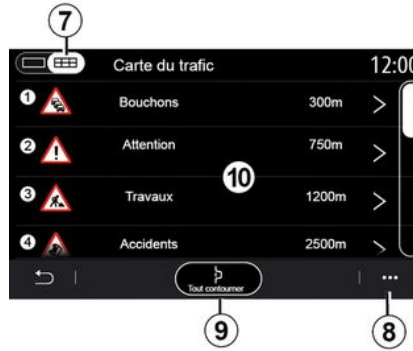 7
Carte du trafic 12:00
1 Bouchons 300m
2 Attention 750m
10
3 Travaux 1200m
4 Accidents 2500m
Tout contourner
9 8